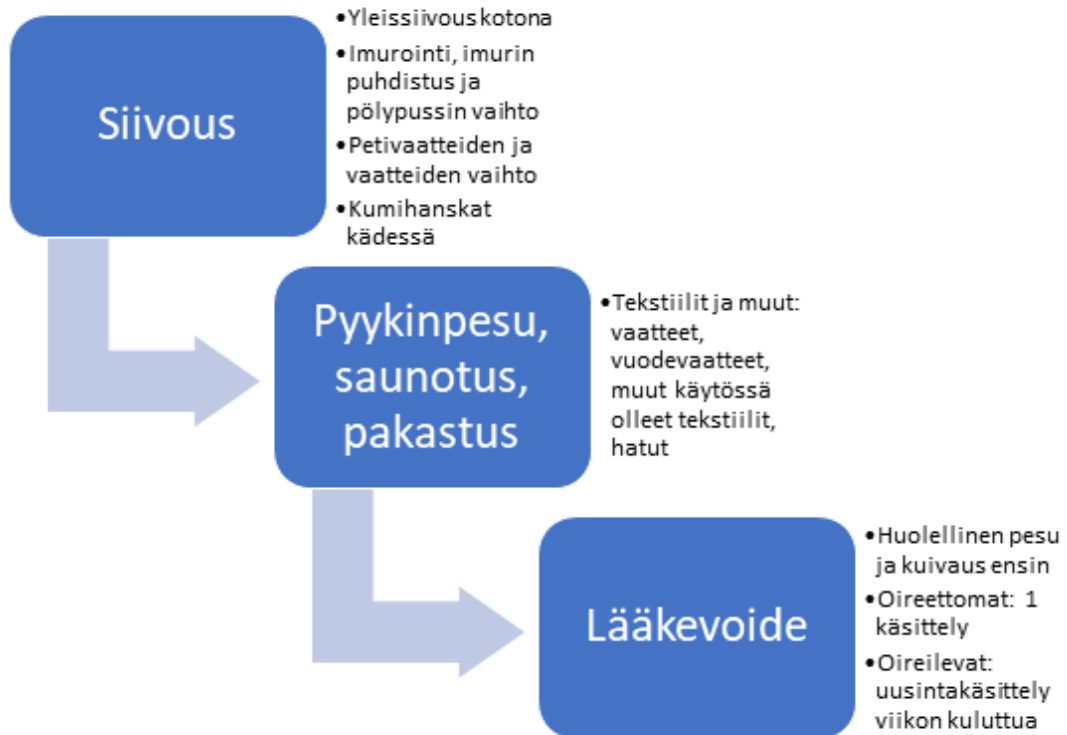 Siivous
•Yleissiivous kotona
•Imurointi, imurin
puhdistus ja
pölypussin vaihto
•Petivaatteiden ja
vaatteiden vaihto
•Kumihanskat
kädessä
Pyykinpesu,
saunotus,
pakastus
•Tekstiilit ja muut:
vaatteet,
vuodevaatteet,
muut käytössä
olleet tekstiilit,
hatut
Lääkevoide
•Huolellinen pesu
ja kuivaus ensin
•Oireettomat: 1
käsittely
•Oireilevat:
uusintakäsittely
viikon kuluttua